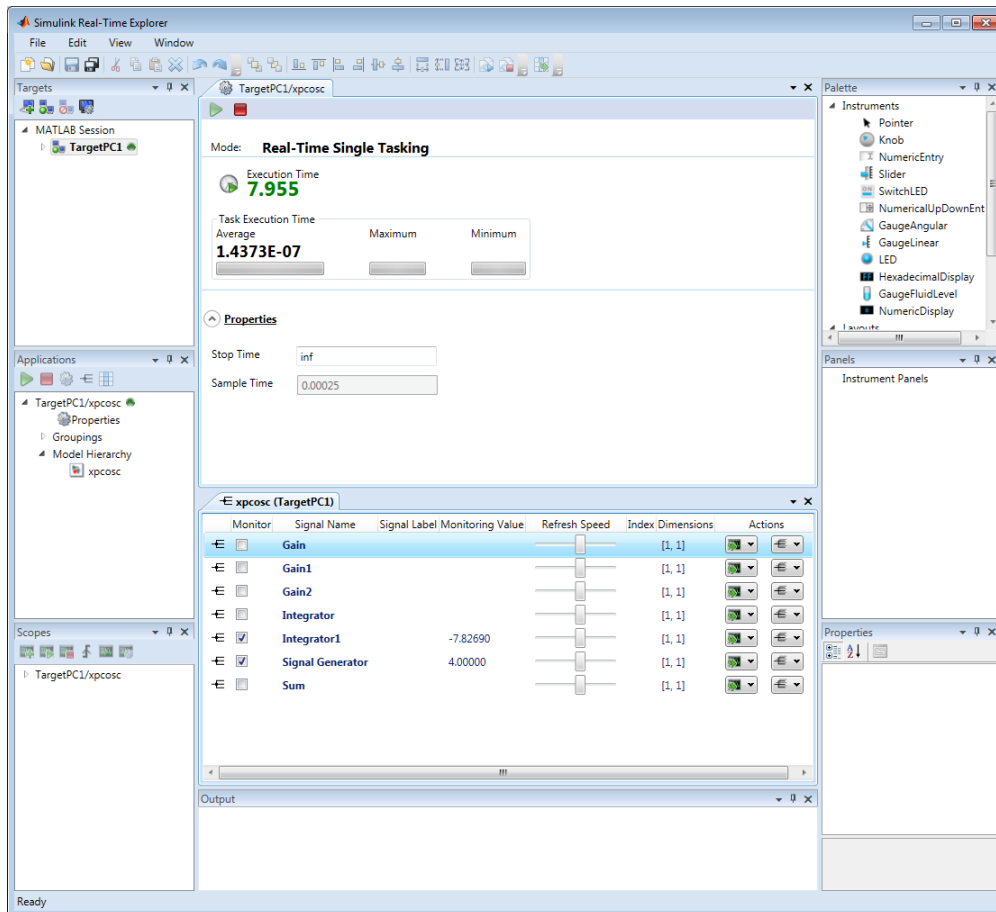 Simulink Real-Time Explorer
File Edit View Window
Targets
MATLAB Session
TargetPC1
TargetPC1/xpcosc
Mode: Real-Time Single Tasking
Execution Time
7.955
Task Execution Time
Average Maximum Minimum
1.4373E-07
Properties
Stop Time inf
Sample Time 0.00025
Palette
Instruments
Pointer
Knob
NumericEntry
Slider
SwitchLED
NumericalUpDownEnt
GaugeAngular
GaugeLinear
LED
HexadecimalDisplay
GaugeFluidLevel
NumericDisplay
Layouts
Applications
TargetPC1/xpcosc
Properties
Groupings
Model Hierarchy
xpcosc
Panels
Instrument Panels
xpcosc (TargetPC1)
Monitor Signal Name Signal Label Monitoring Value Refresh Speed Index Dimensions Actions
Gain [1, 1]
Gain1 [1, 1]
Gain2 [1, 1]
Integrator [1, 1]
Integrator1 -7.82690 [1, 1]
Signal Generator 4.00000 [1, 1]
Sum [1, 1]
Scopes
TargetPC1/xpcosc
Properties
Output
Ready